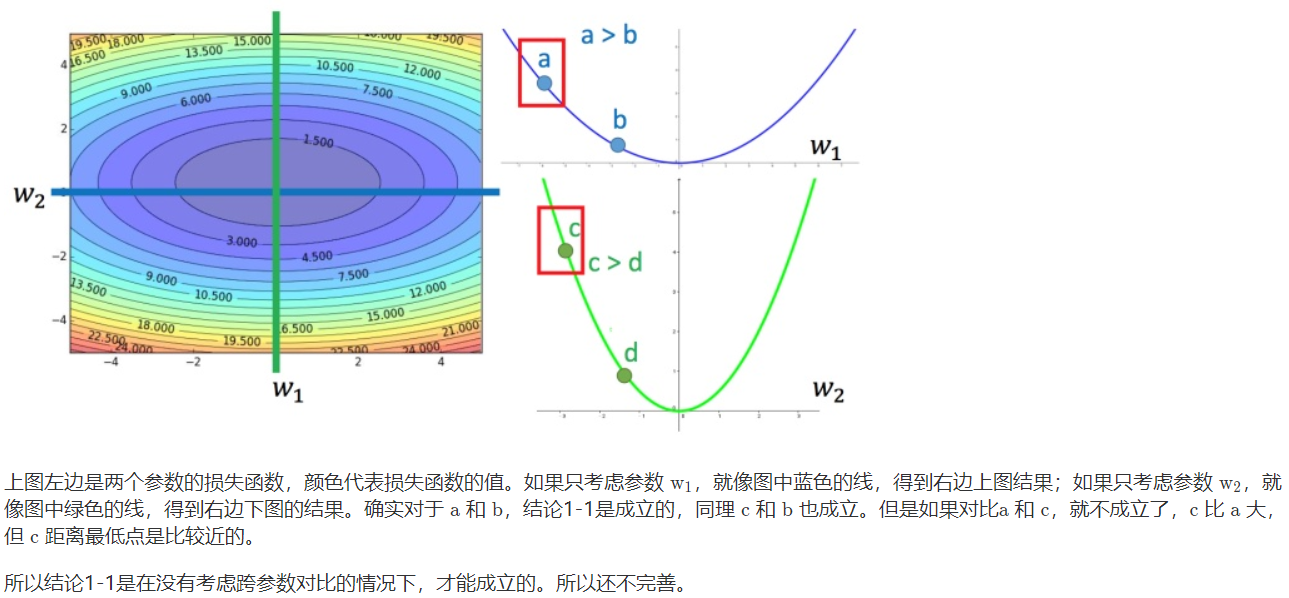 19.500 18.000 15.000 18.000 19.500
16.500 13.500 10.500 12.000
9.000 7.500
6.000
1.500
3.000
4.500
9.000 7.500
13.500 10.500 12.000
18.000 6.500 15.000
22.500 19.500 21.000
24.000 22.500 24.000
4
2
−2
−4
−4 −2 2 4
w₂
w₁
a > b
a
b
w₁
c
c > d
d
w₂
上图左边是两个参数的损失函数，颜色代表损失函数的值。如果只考虑参数 w₁，就像图中蓝色的线，得到右边上图结果；如果只考虑参数 w₂，就
像图中绿色的线，得到右边下图的结果。确实对于 a 和 b，结论1-1是成立的，同理 c 和 b 也成立。但是如果对比a 和 c，就不成立了，c 比 a 大，
但 c 距离最低点是比较近的。
所以结论1-1是在没有考虑跨参数对比的情况下，才能成立的。所以还不完善。